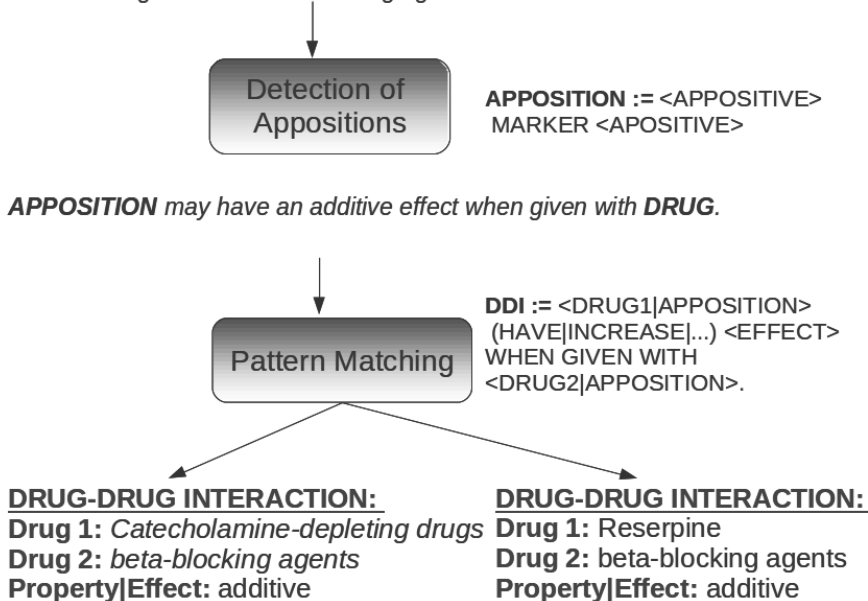 Detection of
Appositions
APPOSITION := <APPOSITIVE>
MARKER <APOSITIVE>
APPOSITION may have an additive effect when given with DRUG.
Pattern Matching
DDI := <DRUG1|APPOSITION>
(HAVE|INCREASE|...) <EFFECT>
WHEN GIVEN WITH
<DRUG2|APPOSITION>.
DRUG-DRUG INTERACTION:
Drug 1: Catecholamine-depleting drugs
Drug 2: beta-blocking agents
Property|Effect: additive
DRUG-DRUG INTERACTION:
Drug 1: Reserpine
Drug 2: beta-blocking agents
Property|Effect: additive